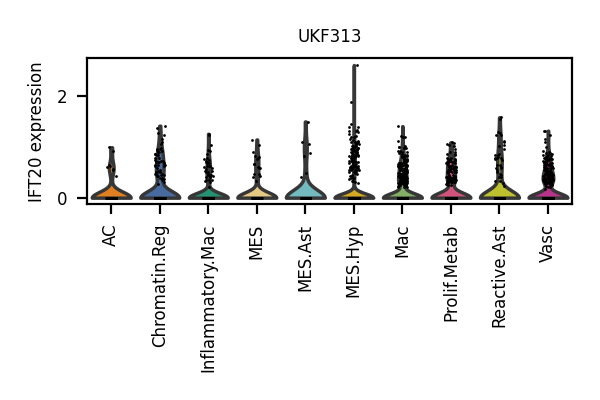 UKF313
IFT20 expression
2
0
AC
Chromatin.Reg
Inflammatory.Mac
MES
MES.Ast
MES.Hyp
Mac
Prolif.Metab
Reactive.Ast
Vasc